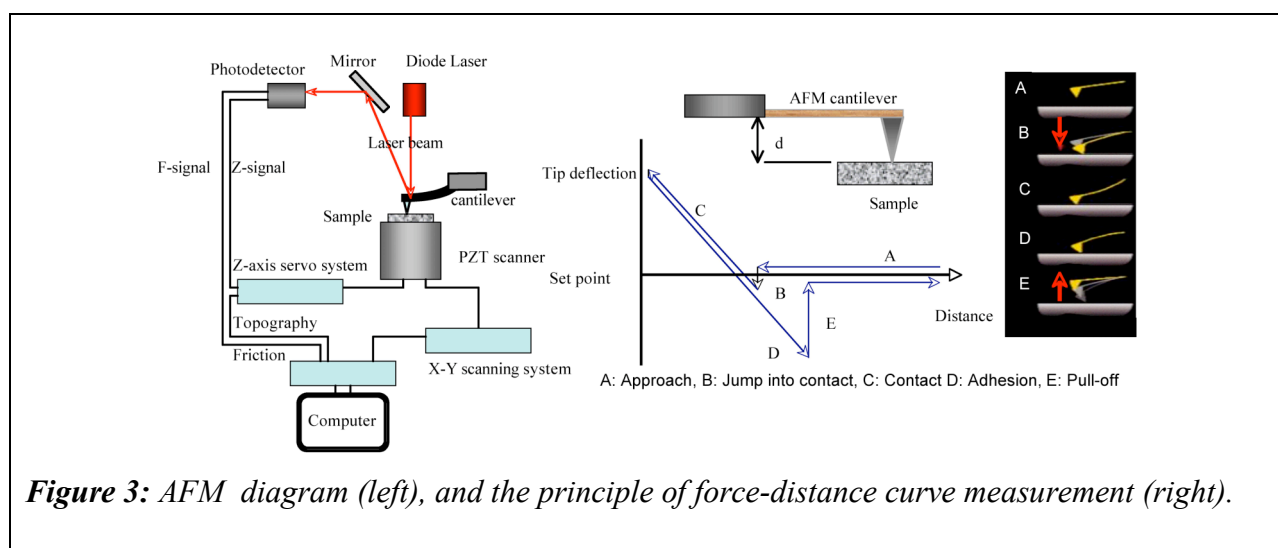 Mirror
Diode Laser
Photodetector
Laser beam
F-signal
Z-signal
cantilever
Sample
PZT scanner
Z-axis servo system
Topography
Friction
X-Y scanning system
Computer
AFM cantilever
d
Sample
Tip deflection
C
A
Set point
B
Distance
E
D
A: Approach, B: Jump into contact, C: Contact D: Adhesion, E: Pull-off
A
B
C
D
E
Figure 3: AFM diagram (left), and the principle of force-distance curve measurement (right).